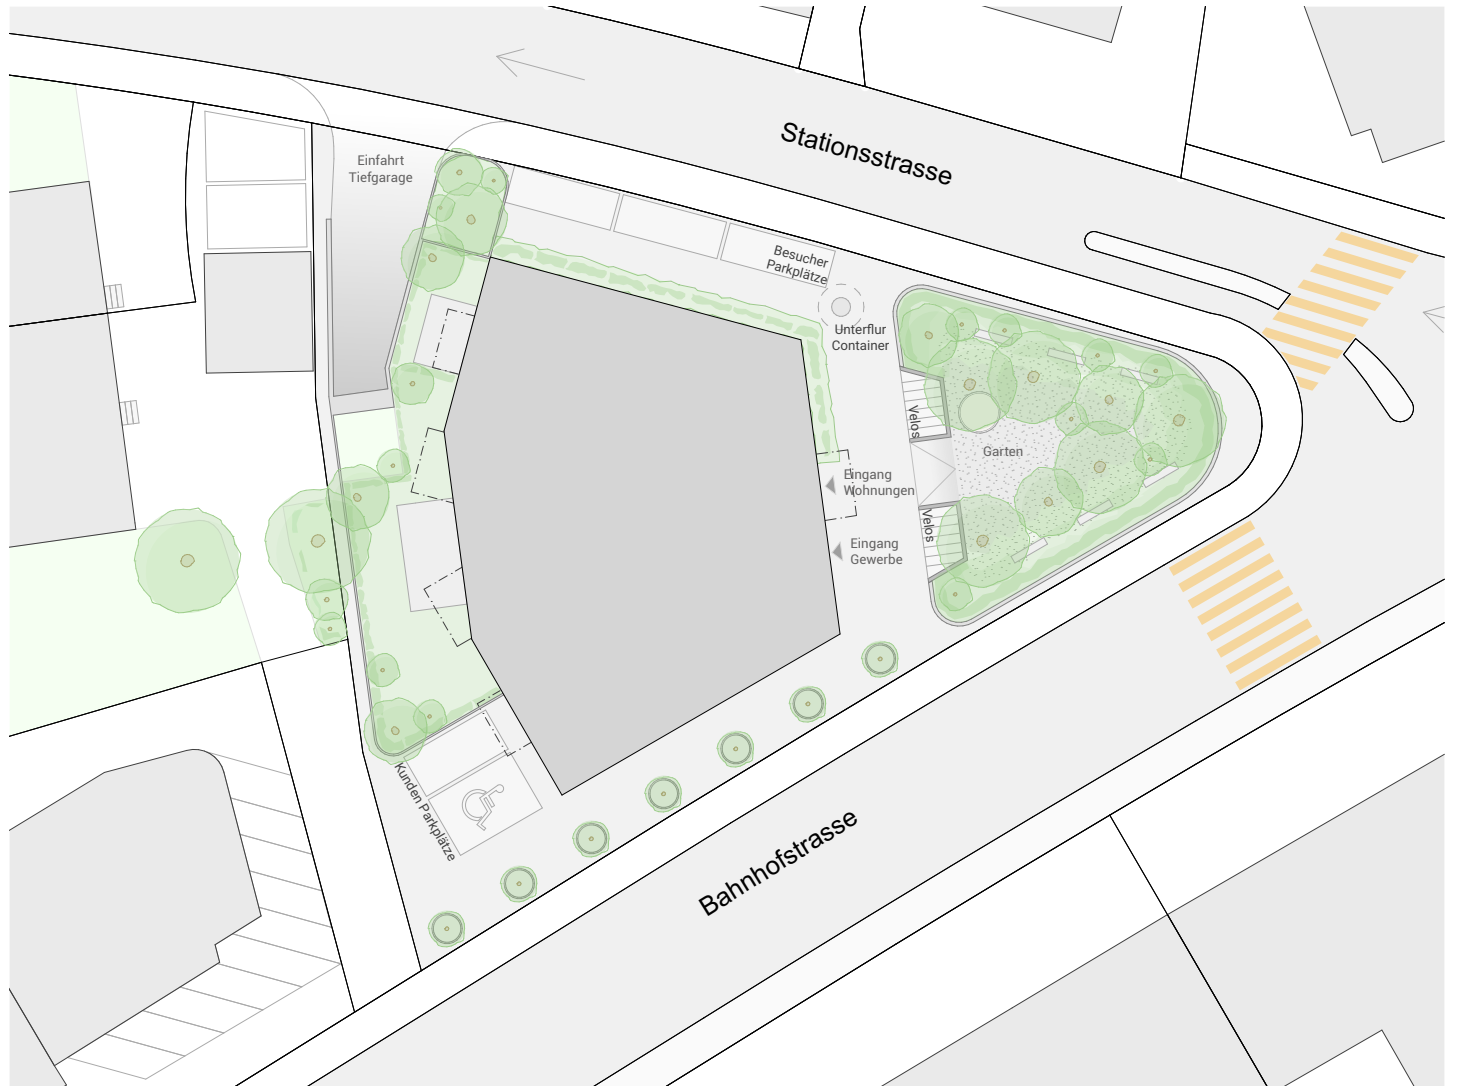 Stationsstrasse
Einfahrt
Tiefgarage
Besucher
Parkplätze
Unterflur
Container
Velos
Garten
Eingang
Wohnungen
Velos
Eingang
Gewerbe
Kunden Parkplätze
Bahnhofstrasse